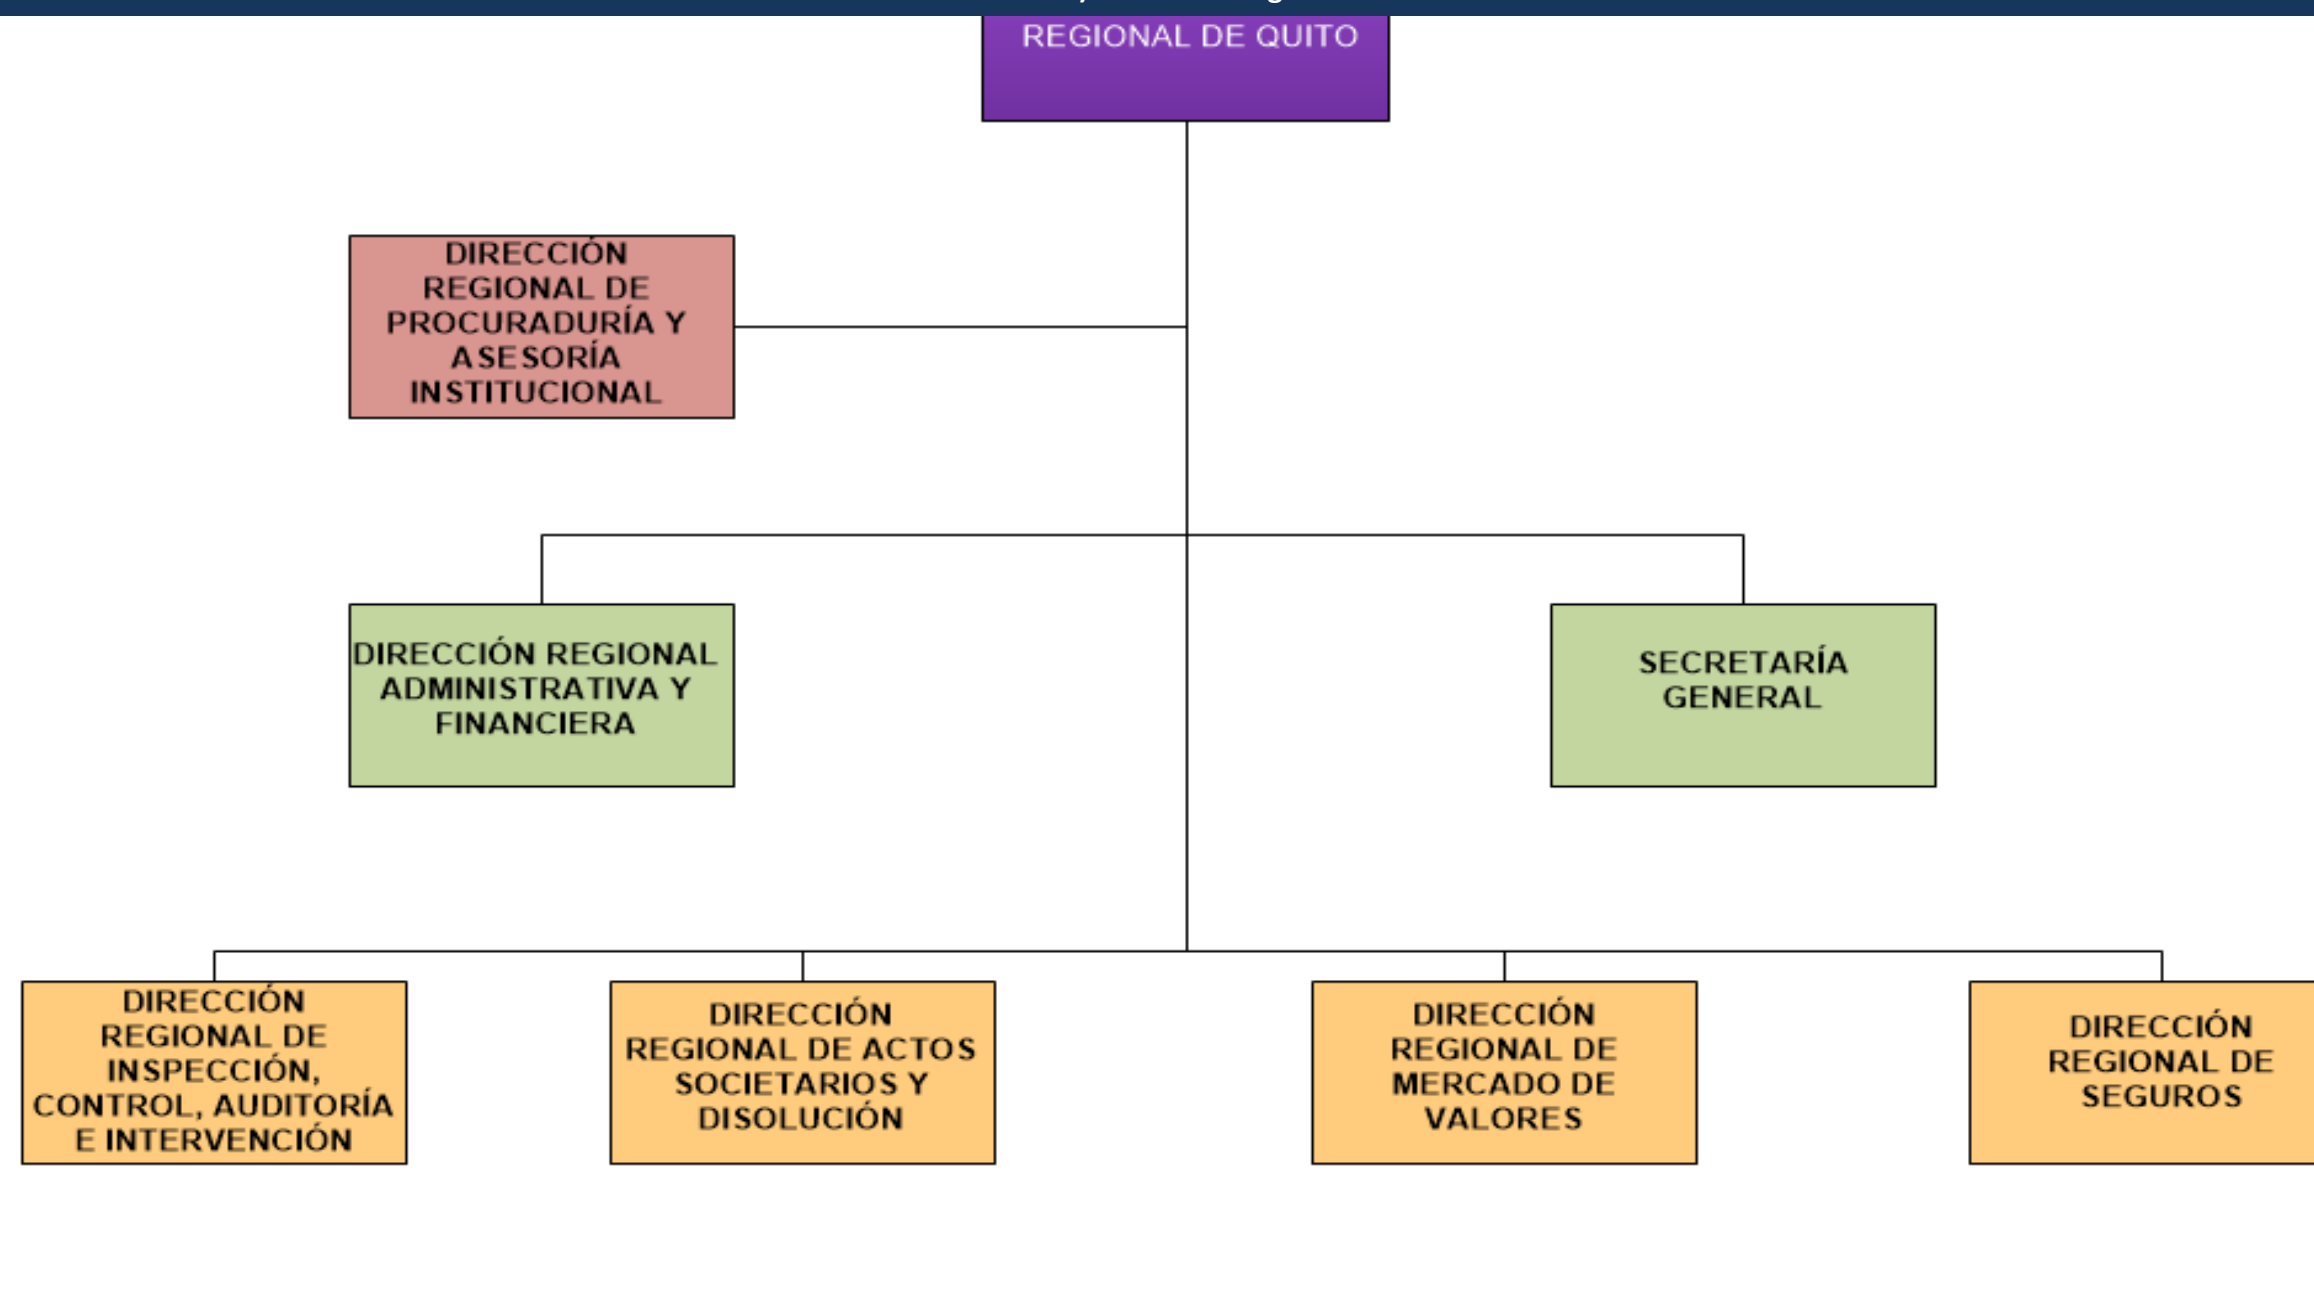 REGIONAL DE QUITO
DIRECCIÓN
REGIONAL DE
PROCURADURÍA Y
ASESORÍA
INSTITUCIONAL
DIRECCIÓN REGIONAL
ADMINISTRATIVA Y
FINANCIERA
SECRETARÍA
GENERAL
DIRECCIÓN
REGIONAL DE
INSPECCIÓN,
CONTROL, AUDITORÍA
E INTERVENCIÓN
DIRECCIÓN
REGIONAL DE ACTOS
SOCIETARIOS Y
DISOLUCIÓN
DIRECCIÓN
REGIONAL DE
MERCADO DE
VALORES
DIRECCIÓN
REGIONAL DE
SEGUROS